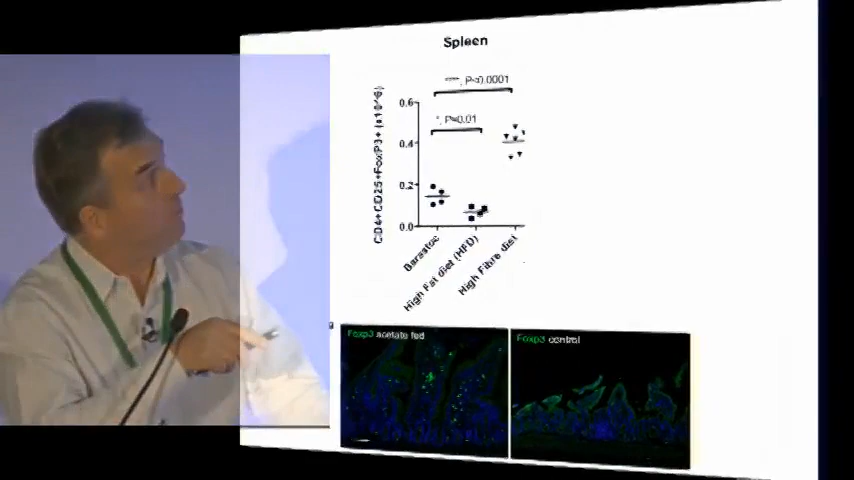 Spleen
****, P<0.0001
*, P=0.01
CD4+CD25+FoxP3+ (x10^6)
0.6
0.4
0.2
0.0
Barastoc
High Fat diet (HFD)
High Fibre diet
Foxp3 acetate fed
Foxp3 control